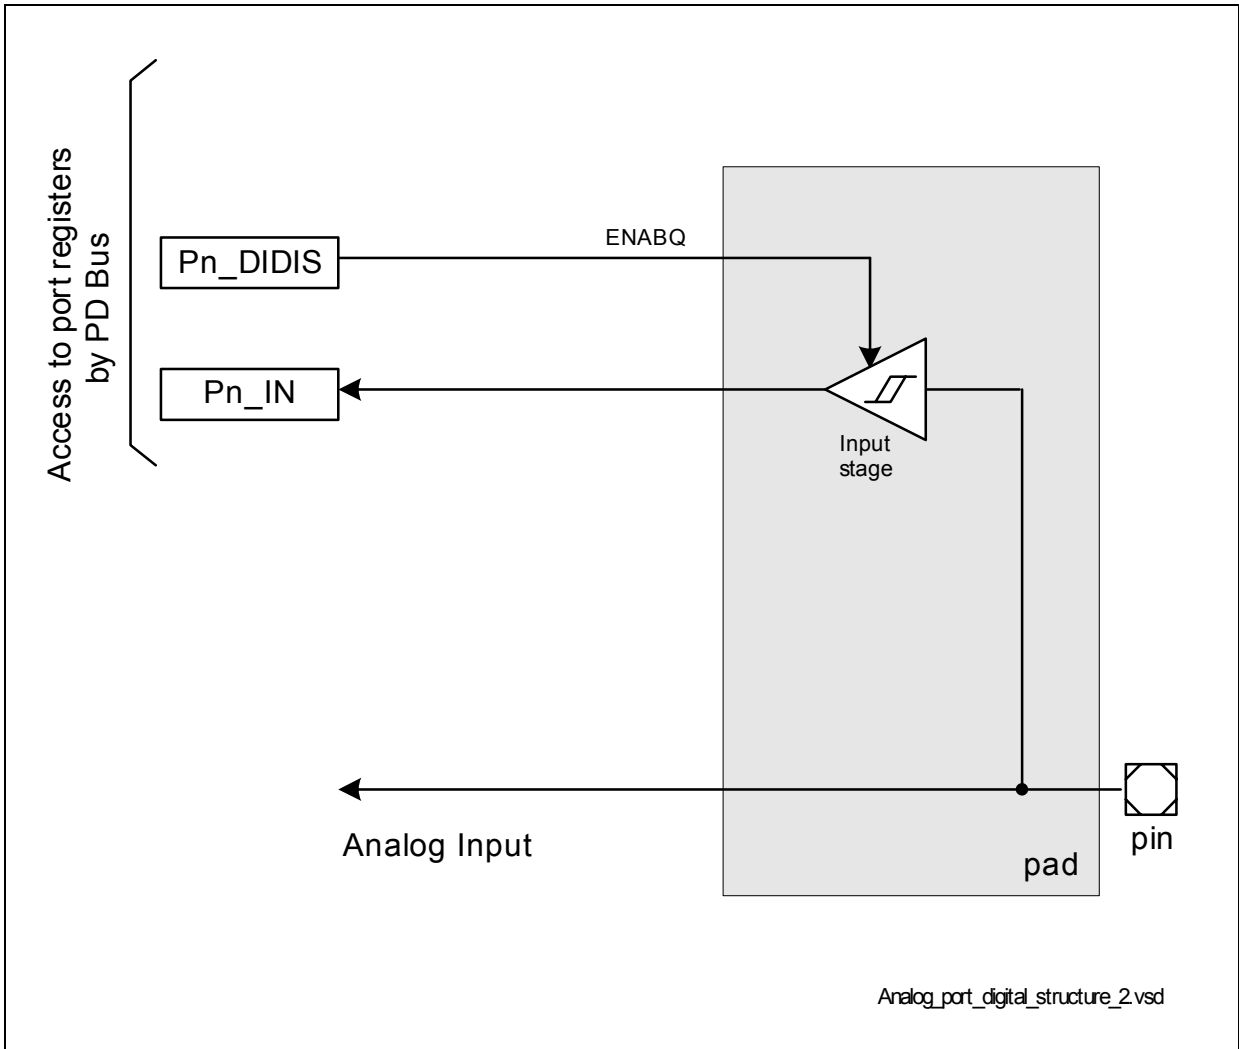 Access to port registers
by PD Bus
ENABQ
Pn_DIDIS
Pn_IN
Input
stage
Analog Input
pad
pin
Analog_port_digital_structure_2.vsd